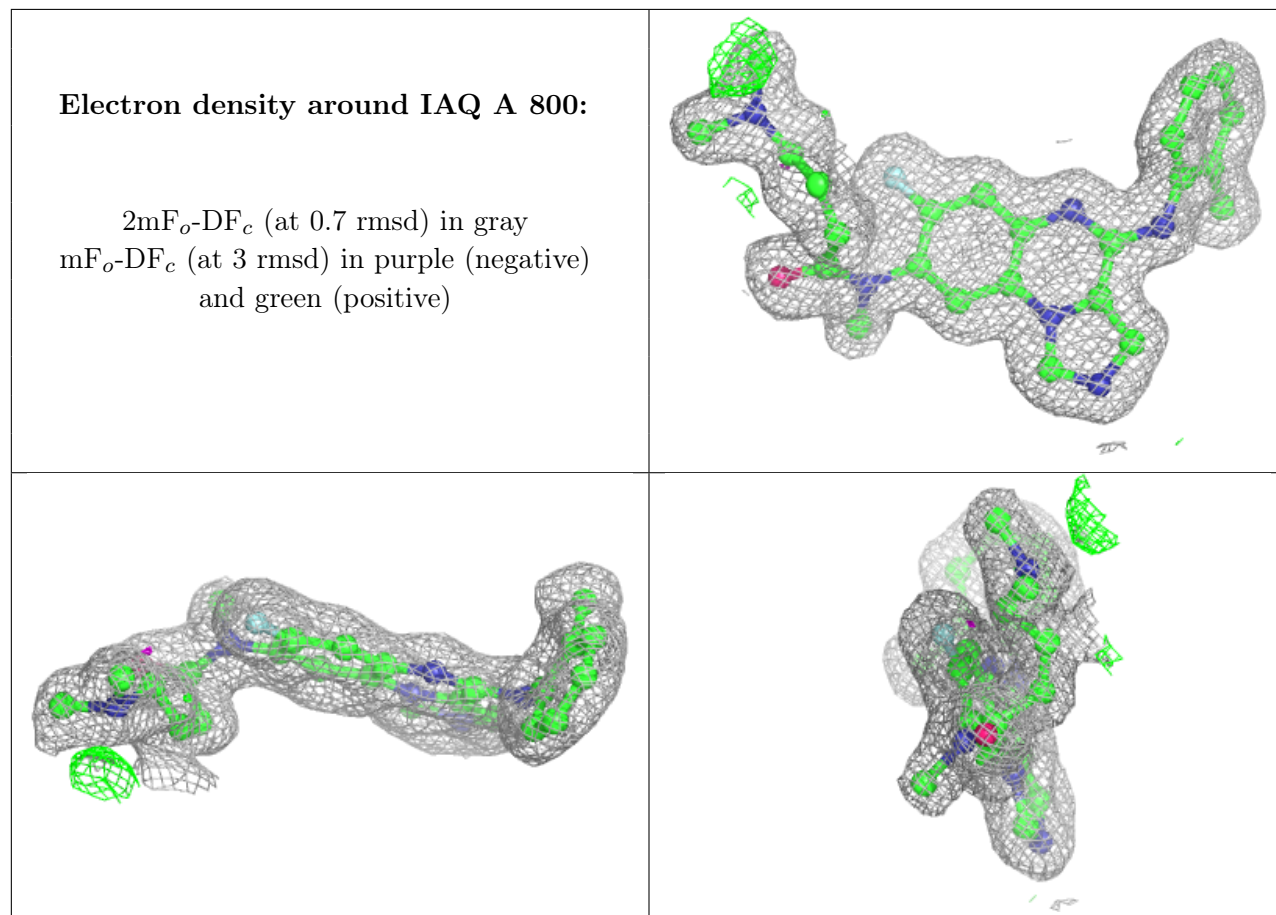 Electron density around IAQ A 800:
2mFo-DFc (at 0.7 rmsd) in gray
mFo-DFc (at 3 rmsd) in purple (negative)
and green (positive)